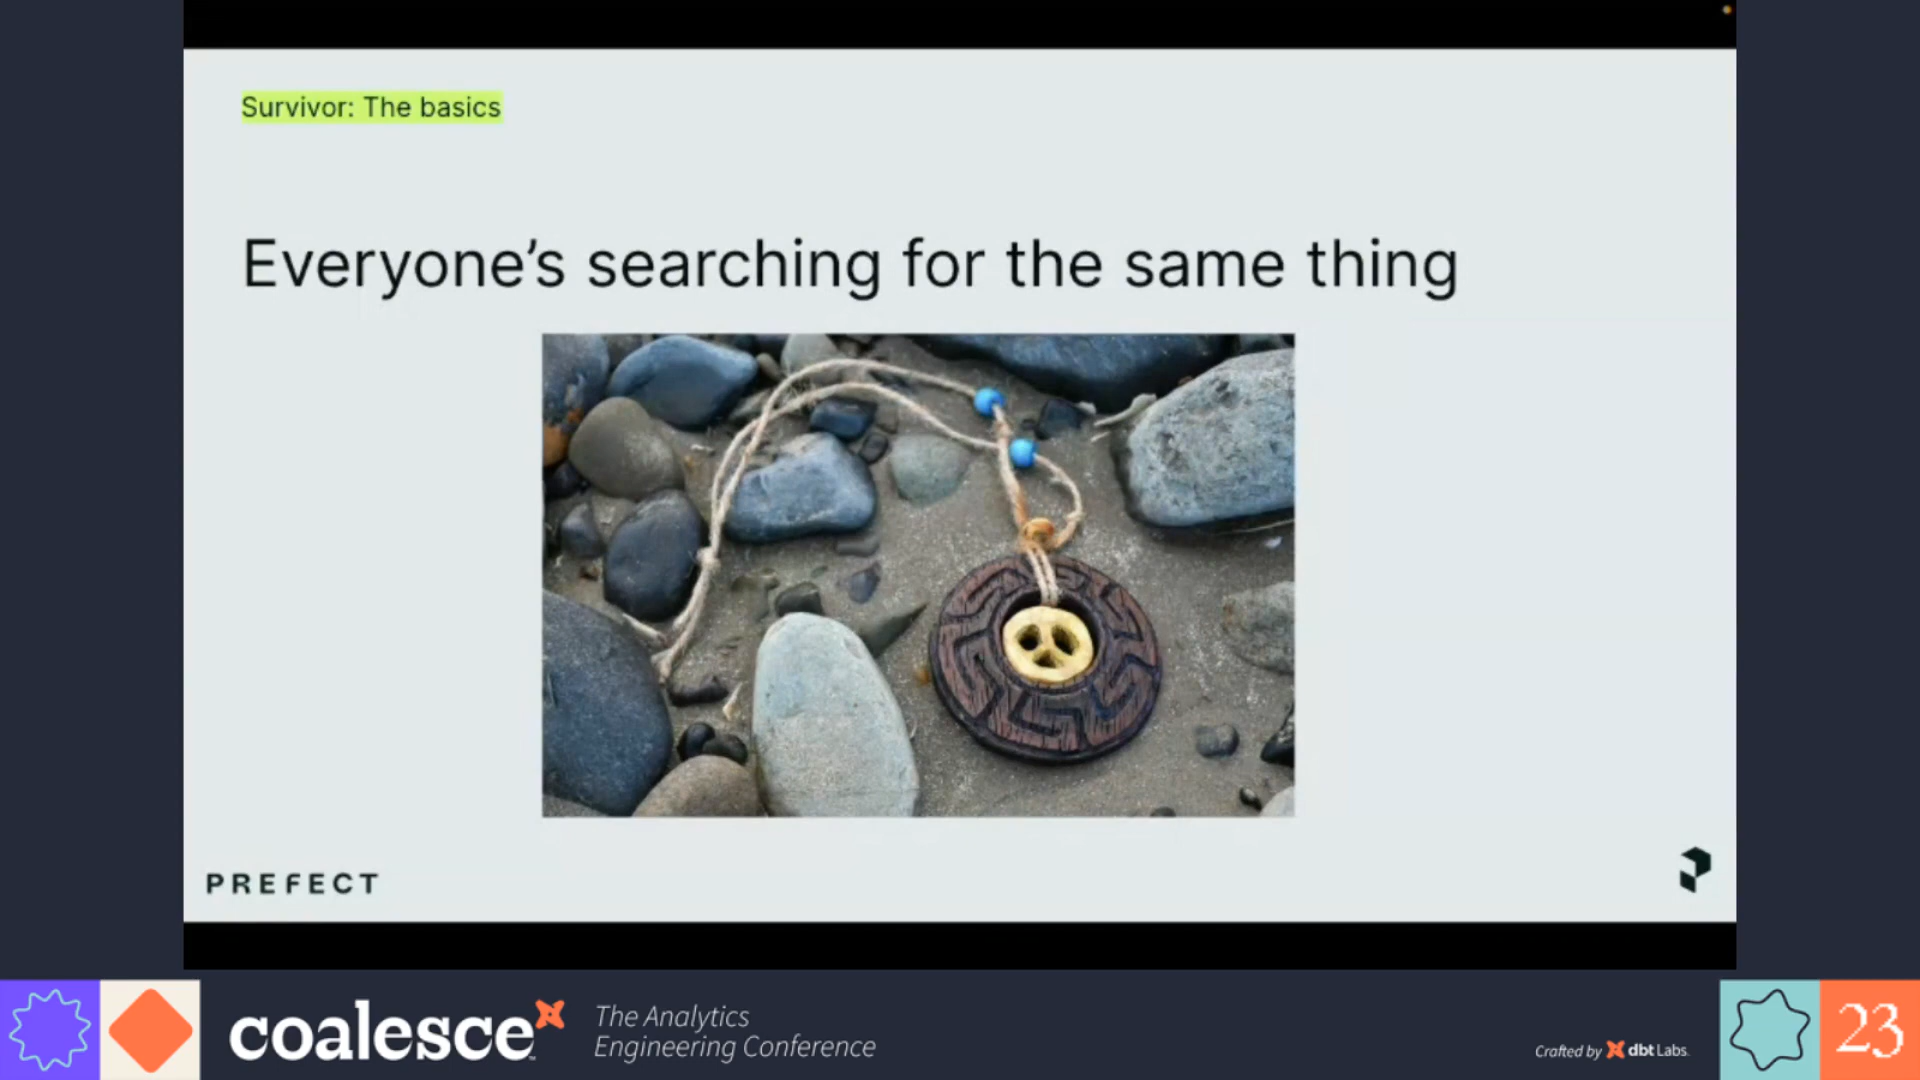 Survivor: The basics
Everyone’s searching for the same thing
PREFECT
coalesce
The Analytics
Engineering Conference
Crafted by dbt Labs.
23